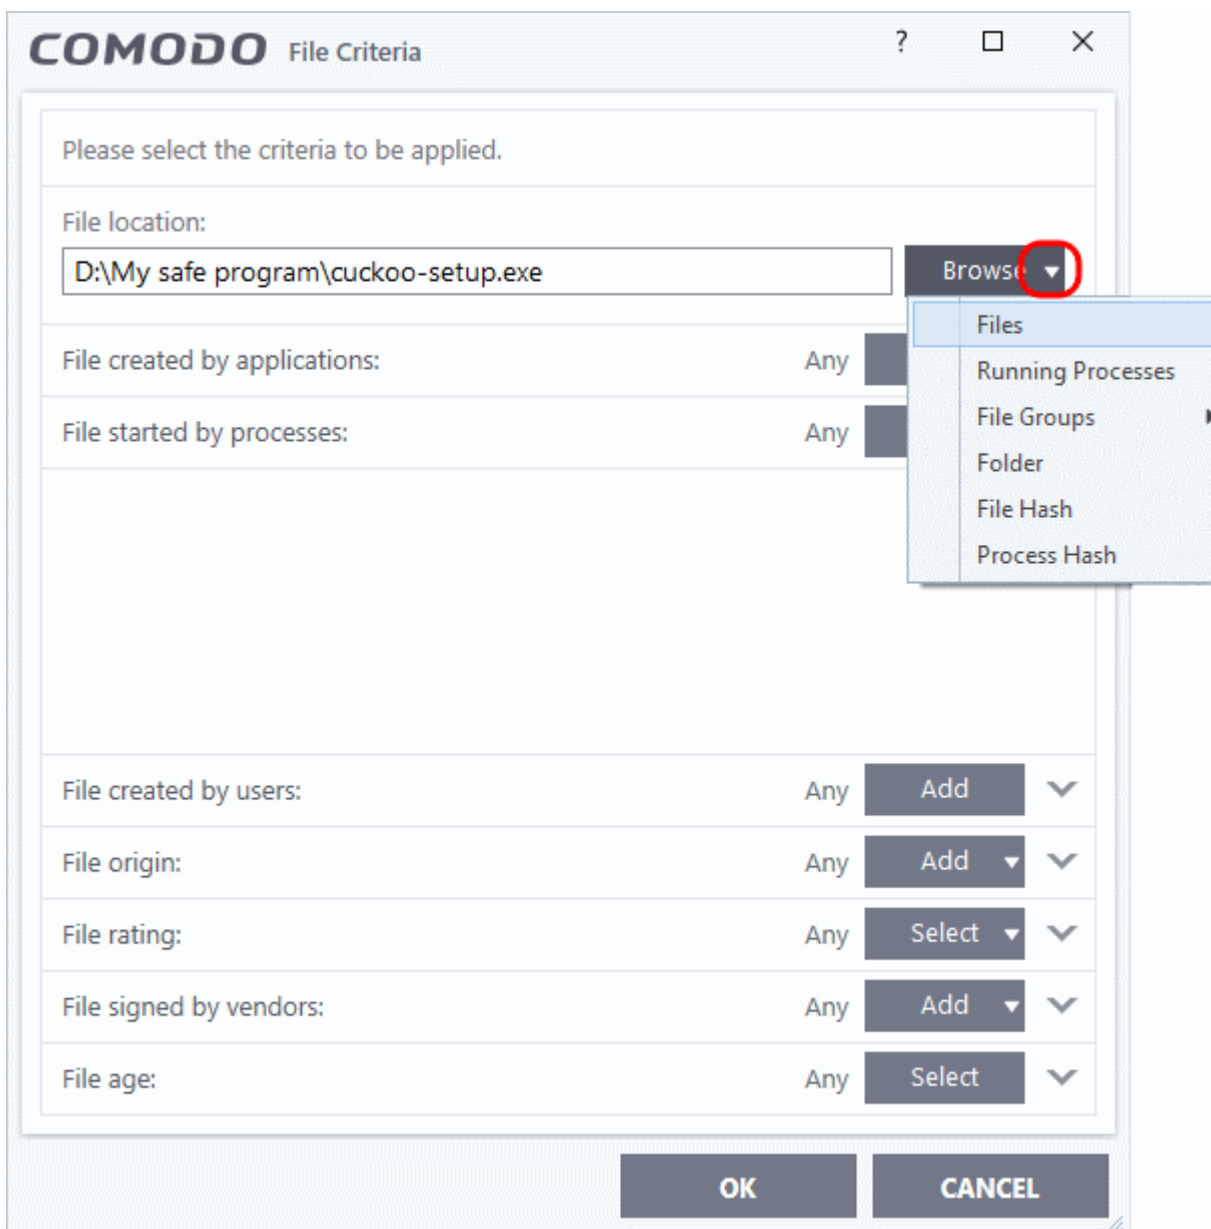 COMODO File Criteria ?
Please select the criteria to be applied.
File location:
D:\My safe program\cuckoo-setup.exe Browse
Files
File created by applications: Any
Running Processes
File Groups
File started by processes: Any
Folder
File Hash
Process Hash
File created by users: Any Add
File origin: Any Add
File rating: Any Select
File signed by vendors: Any Add
File age: Any Select
OK CANCEL